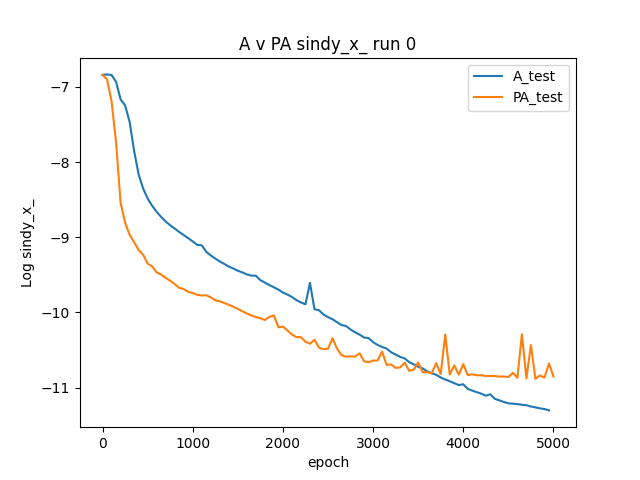 A v PA sindy_x_ run 0
A_test
PA_test
−7
−8
−9
−10
−11
Log sindy_x_
0
1000
2000
3000
4000
5000
epoch